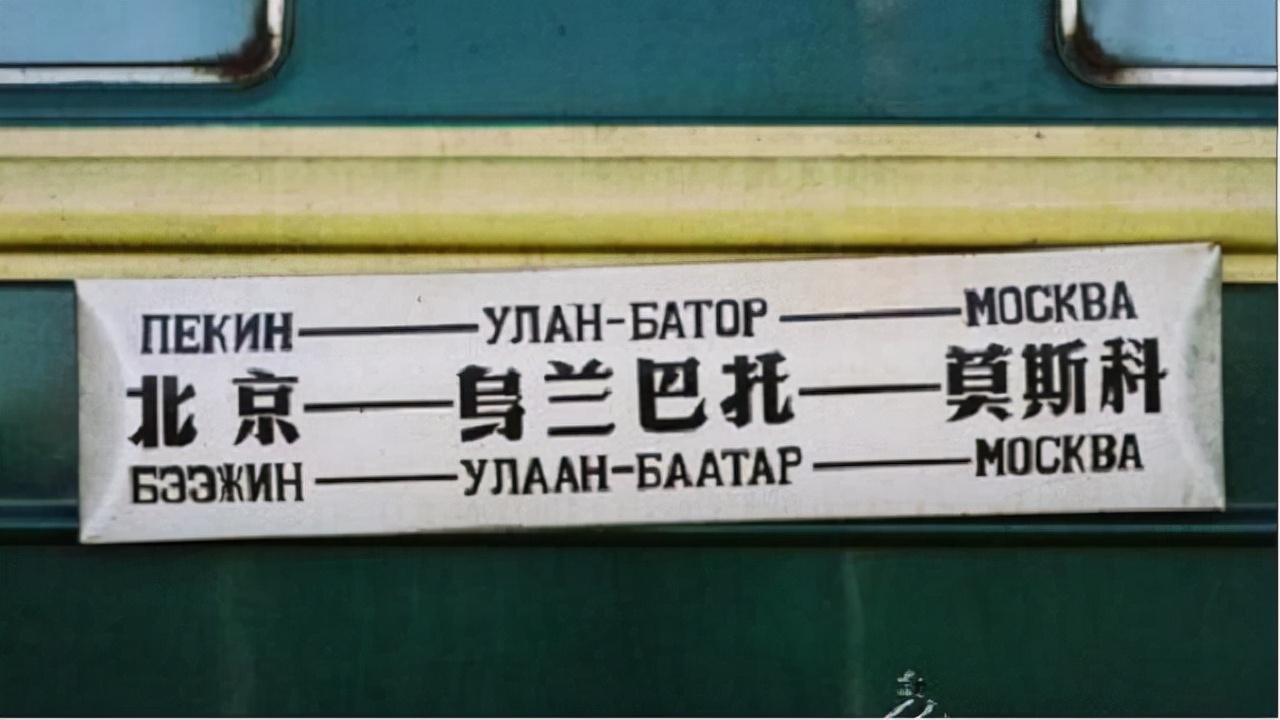 ПЕКИН——УЛАН-БАТОР——МОСКВА
北京——乌兰巴托——莫斯科
БЭЭЖИН——УЛААН-БААТАР——МОСКВА